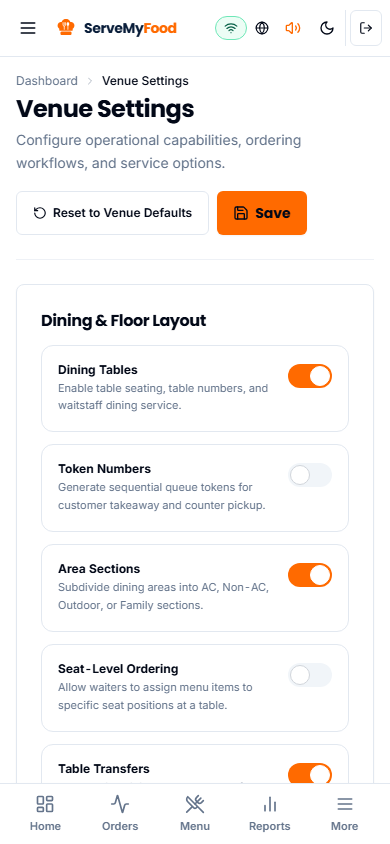 ServeMyFood
Dashboard > Venue Settings
Venue Settings
Configure operational capabilities, ordering
workflows, and service options.
Reset to Venue Defaults
Save
Dining & Floor Layout
Dining Tables
Enable table seating, table numbers, and
waitstaff dining service.
Token Numbers
Generate sequential queue tokens for
customer takeaway and counter pickup.
Area Sections
Subdivide dining areas into AC, Non-AC,
Outdoor, or Family sections.
Seat-Level Ordering
Allow waiters to assign menu items to
specific seat positions at a table.
Table Transfers
Home
Orders
Menu
Reports
More